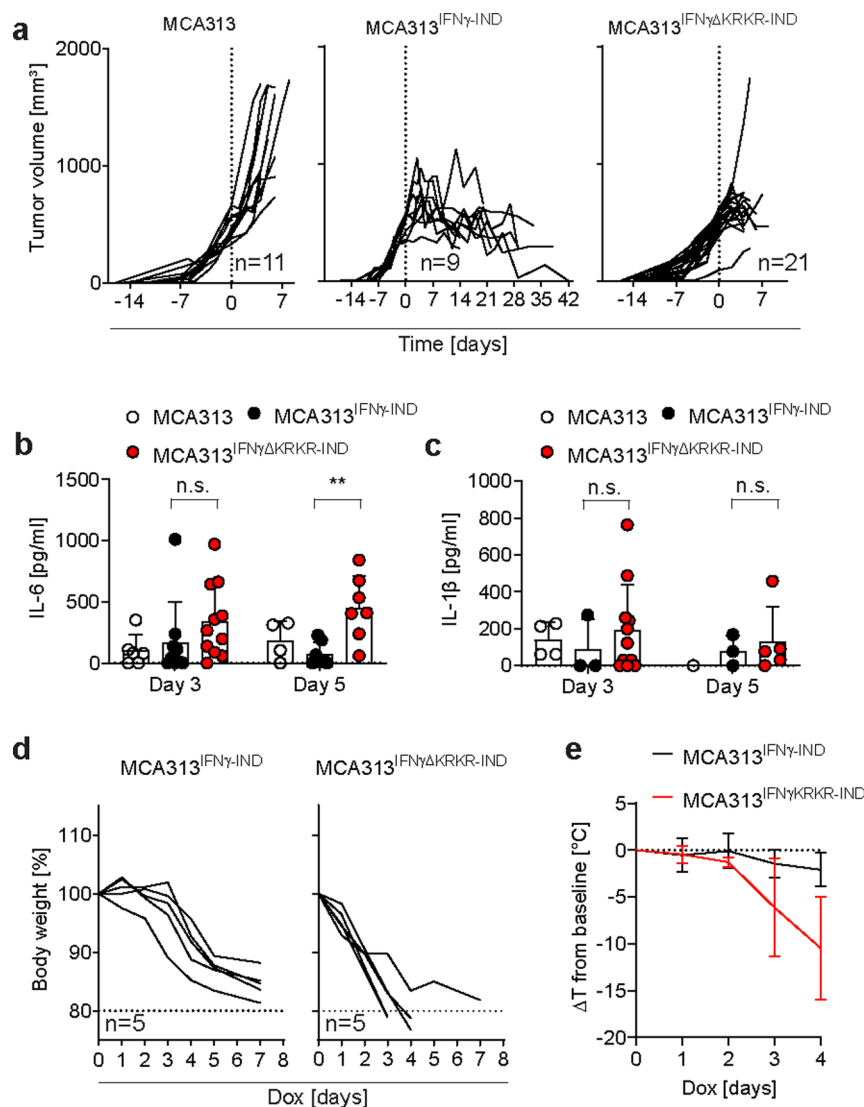 a
MCA313
MCA313IFNγ-IND
MCA313IFNγΔKRKR-IND
Tumor volume [mm³]
2000
1000
0
n=11
n=9
n=21
-14 -7 0 7
-14 -7 0 7 14 21 28 35 42
-14 -7 0 7
Time [days]
b
MCA313
MCA313IFNγ-IND
MCA313IFNγΔKRKR-IND
IL-6 [pg/ml]
1500
1000
500
0
n.s.
**
Day 3
Day 5
c
MCA313
MCA313IFNγ-IND
MCA313IFNγΔKRKR-IND
IL-1β [pg/ml]
1000
800
600
400
200
0
n.s.
n.s.
Day 3
Day 5
d
MCA313IFNγ-IND
MCA313IFNγΔKRKR-IND
Body weight [%]
110
100
90
80
n=5
n=5
0 1 2 3 4 5 6 7 8
0 1 2 3 4 5 6 7 8
Dox [days]
e
MCA313IFNγ-IND
MCA313IFNγKRKR-IND
ΔT from baseline [°C]
5
0
-5
-10
-15
-20
0 1 2 3 4
Dox [days]